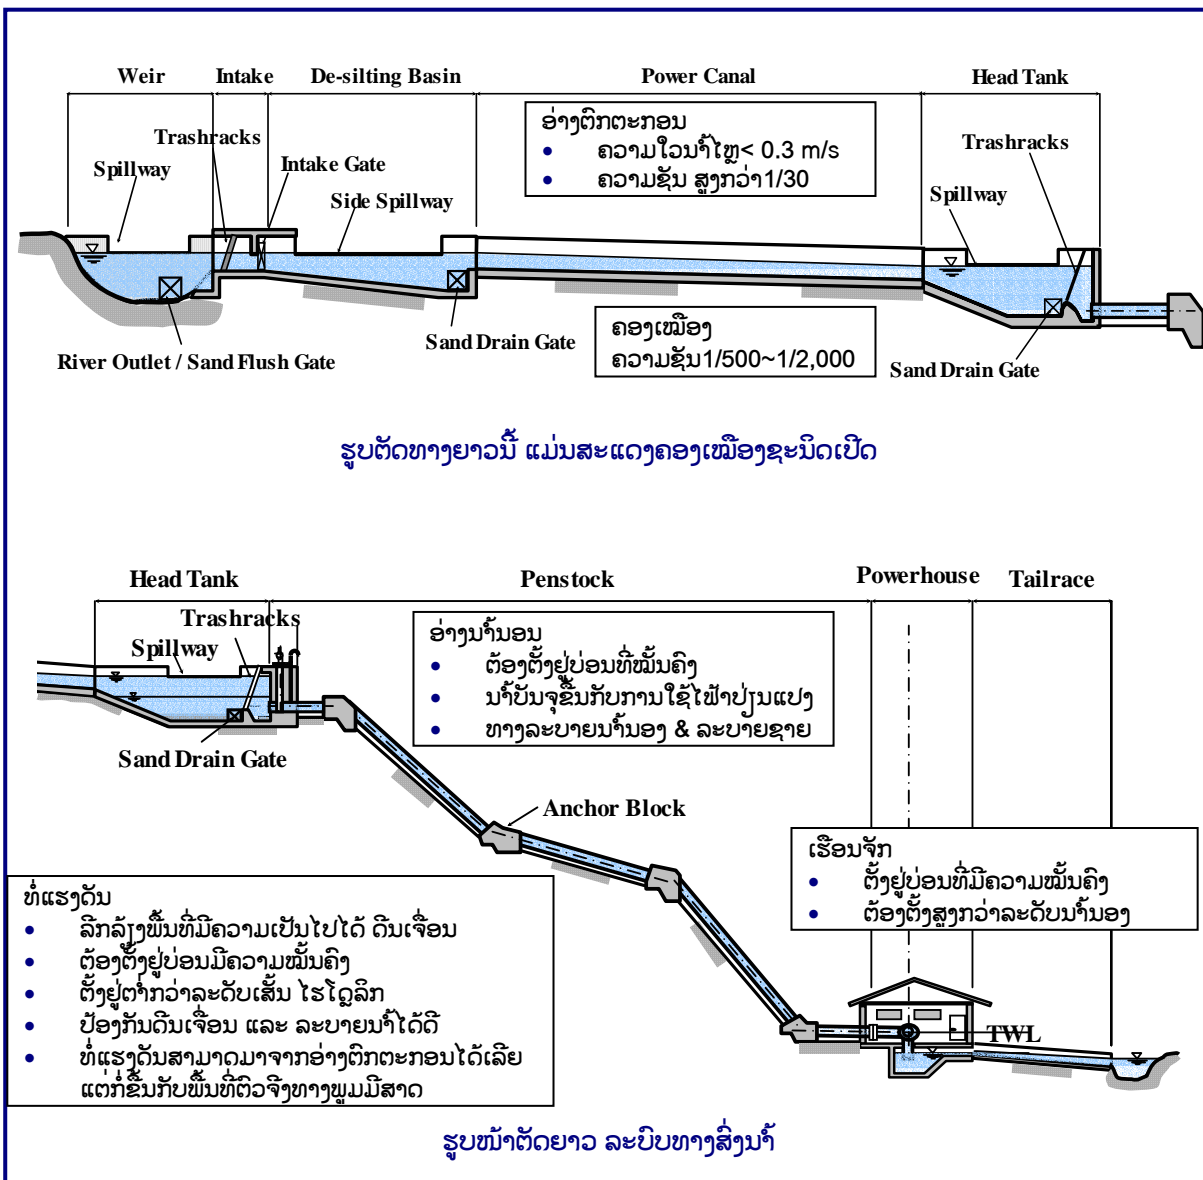 Weir Intake De-silting Basin Power Canal Head Tank
Trashracks
Spillway
Intake Gate
Side Spillway
ອ່າງຕົກຕະກອນ
• ຄວາມໄວນ້ຳໄຫຼ< 0.3 m/s
• ຄວາມຊັນ ສູງກວ່າ1/30
Trashracks
Spillway
River Outlet / Sand Flush Gate
Sand Drain Gate
ຄອງເໝືອງ
ຄວາມຊັນ1/500~1/2,000
Sand Drain Gate
ຮູບຕັດທາງຍາວນີ້ ແມ່ນສະແດງຄອງເໝືອງຊະນິດເປີດ
Head Tank Penstock Powerhouse Tailrace
Trashracks
Spillway
Sand Drain Gate
ອ່າງນ້ຳນອນ
• ຕ້ອງຕັ້ງຢູ່ບ່ອນທີ່ໝັ້ນຄົງ
• ນ້ຳບັນຈຸຂຶ້ນກັບການໃຊ້ໄຟຟ້າປ່ຽນແປງ
• ທາງລະບາຍນ້ຳນອງ & ລະບາຍຊາຍ
Anchor Block
ເຮືອນຈັກ
• ຕັ້ງຢູ່ບ່ອນທີ່ມີຄວາມໝັ້ນຄົງ
• ຕ້ອງຕັ້ງສູງກວ່າລະດັບນ້ຳນອງ
ທໍ່ແຮງດັນ
• ລີກລ້ຽງພື້ນທີ່ມີຄວາມເປັນໄປໄດ້ ດິນເຈື່ອນ
• ຕ້ອງຕັ້ງຢູ່ບ່ອນມີຄວາມໝັ້ນຄົງ
• ຕັ້ງຢູ່ຕ່ຳກວ່າລະດັບເສັ້ນ ໄຮໂດຼລິກ
• ປ້ອງກັນດິນເຈື່ອນ ແລະ ລະບາຍນ້ຳໄດ້ດີ
• ທໍ່ແຮງດັນສາມາດມາຈາກອ່າງຕົກຕະກອນໄດ້ເລີຍ
ແຕ່ກໍ່ຂຶ້ນກັບພື້ນທີ່ຕົວຈິງທາງພູມມີສາດ
TWL
ຮູບໜ້າຕັດຍາວ ລະບົບທາງສົ່ງນ້ຳ